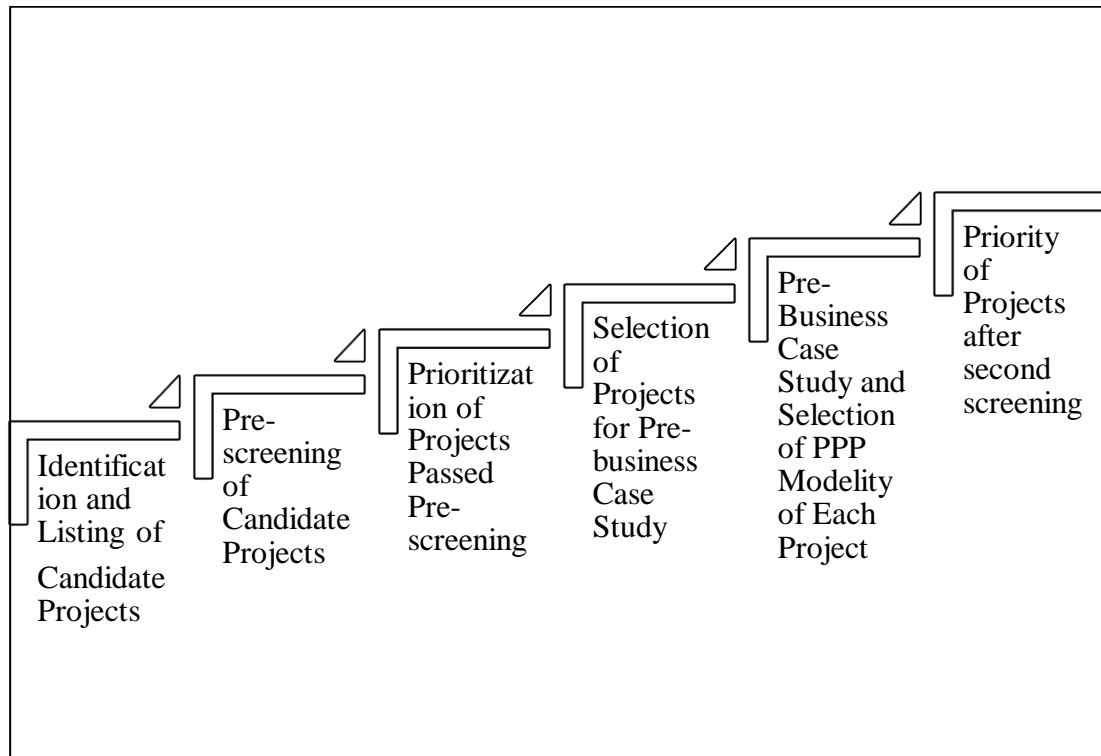 Identificat
ion and
Listing of
Candidate
Projects
Pre-
screening
of
Candidate
Projects
Prioritizat
ion of
Projects
Passed
Pre-
screening
Selection
of
Projects
for Pre-
business
Case
Study
Pre-
Business
Case
Study and
Selection
of PPP
Modelity
of Each
Project
Priority
of
Projects
after
second
screening